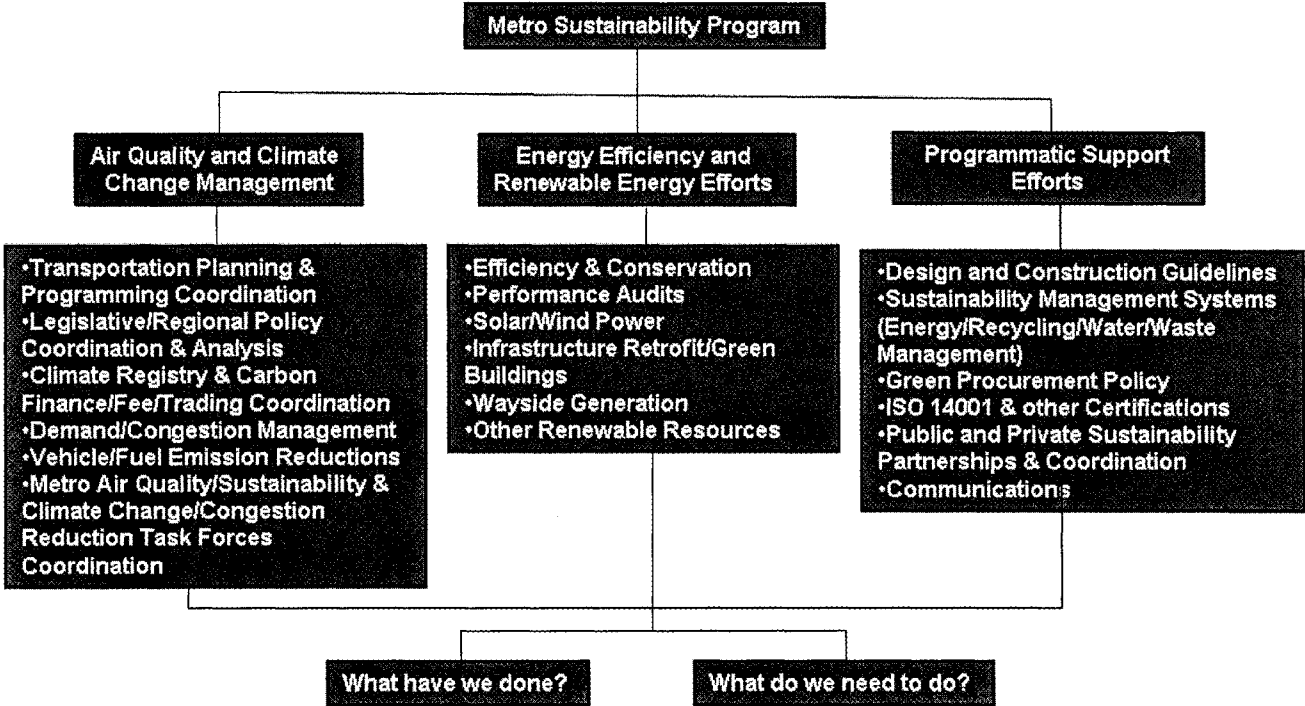 Metro Sustainability Program
Air Quality and Climate
Change Management
Energy Efficiency and
Renewable Energy Efforts
Programmatic Support
Efforts
•Transportation Planning &
Programming Coordination
•Legislative/Regional Policy
Coordination & Analysis
•Climate Registry & Carbon
Finance/Fee/Trading Coordination
•Demand/Congestion Management
•Vehicle/Fuel Emission Reductions
•Metro Air Quality/Sustainability &
Climate Change/Congestion
Reduction Task Forces
Coordination
•Efficiency & Conservation
•Performance Audits
•Solar/Wind Power
•Infrastructure Retrofit/Green
Buildings
•Wayside Generation
•Other Renewable Resources
•Design and Construction Guidelines
•Sustainability Management Systems
(Energy/Recycling/Water/Waste
Management)
•Green Procurement Policy
•ISO 14001 & other Certifications
•Public and Private Sustainability
Partnerships & Coordination
•Communications
What have we done?
What do we need to do?